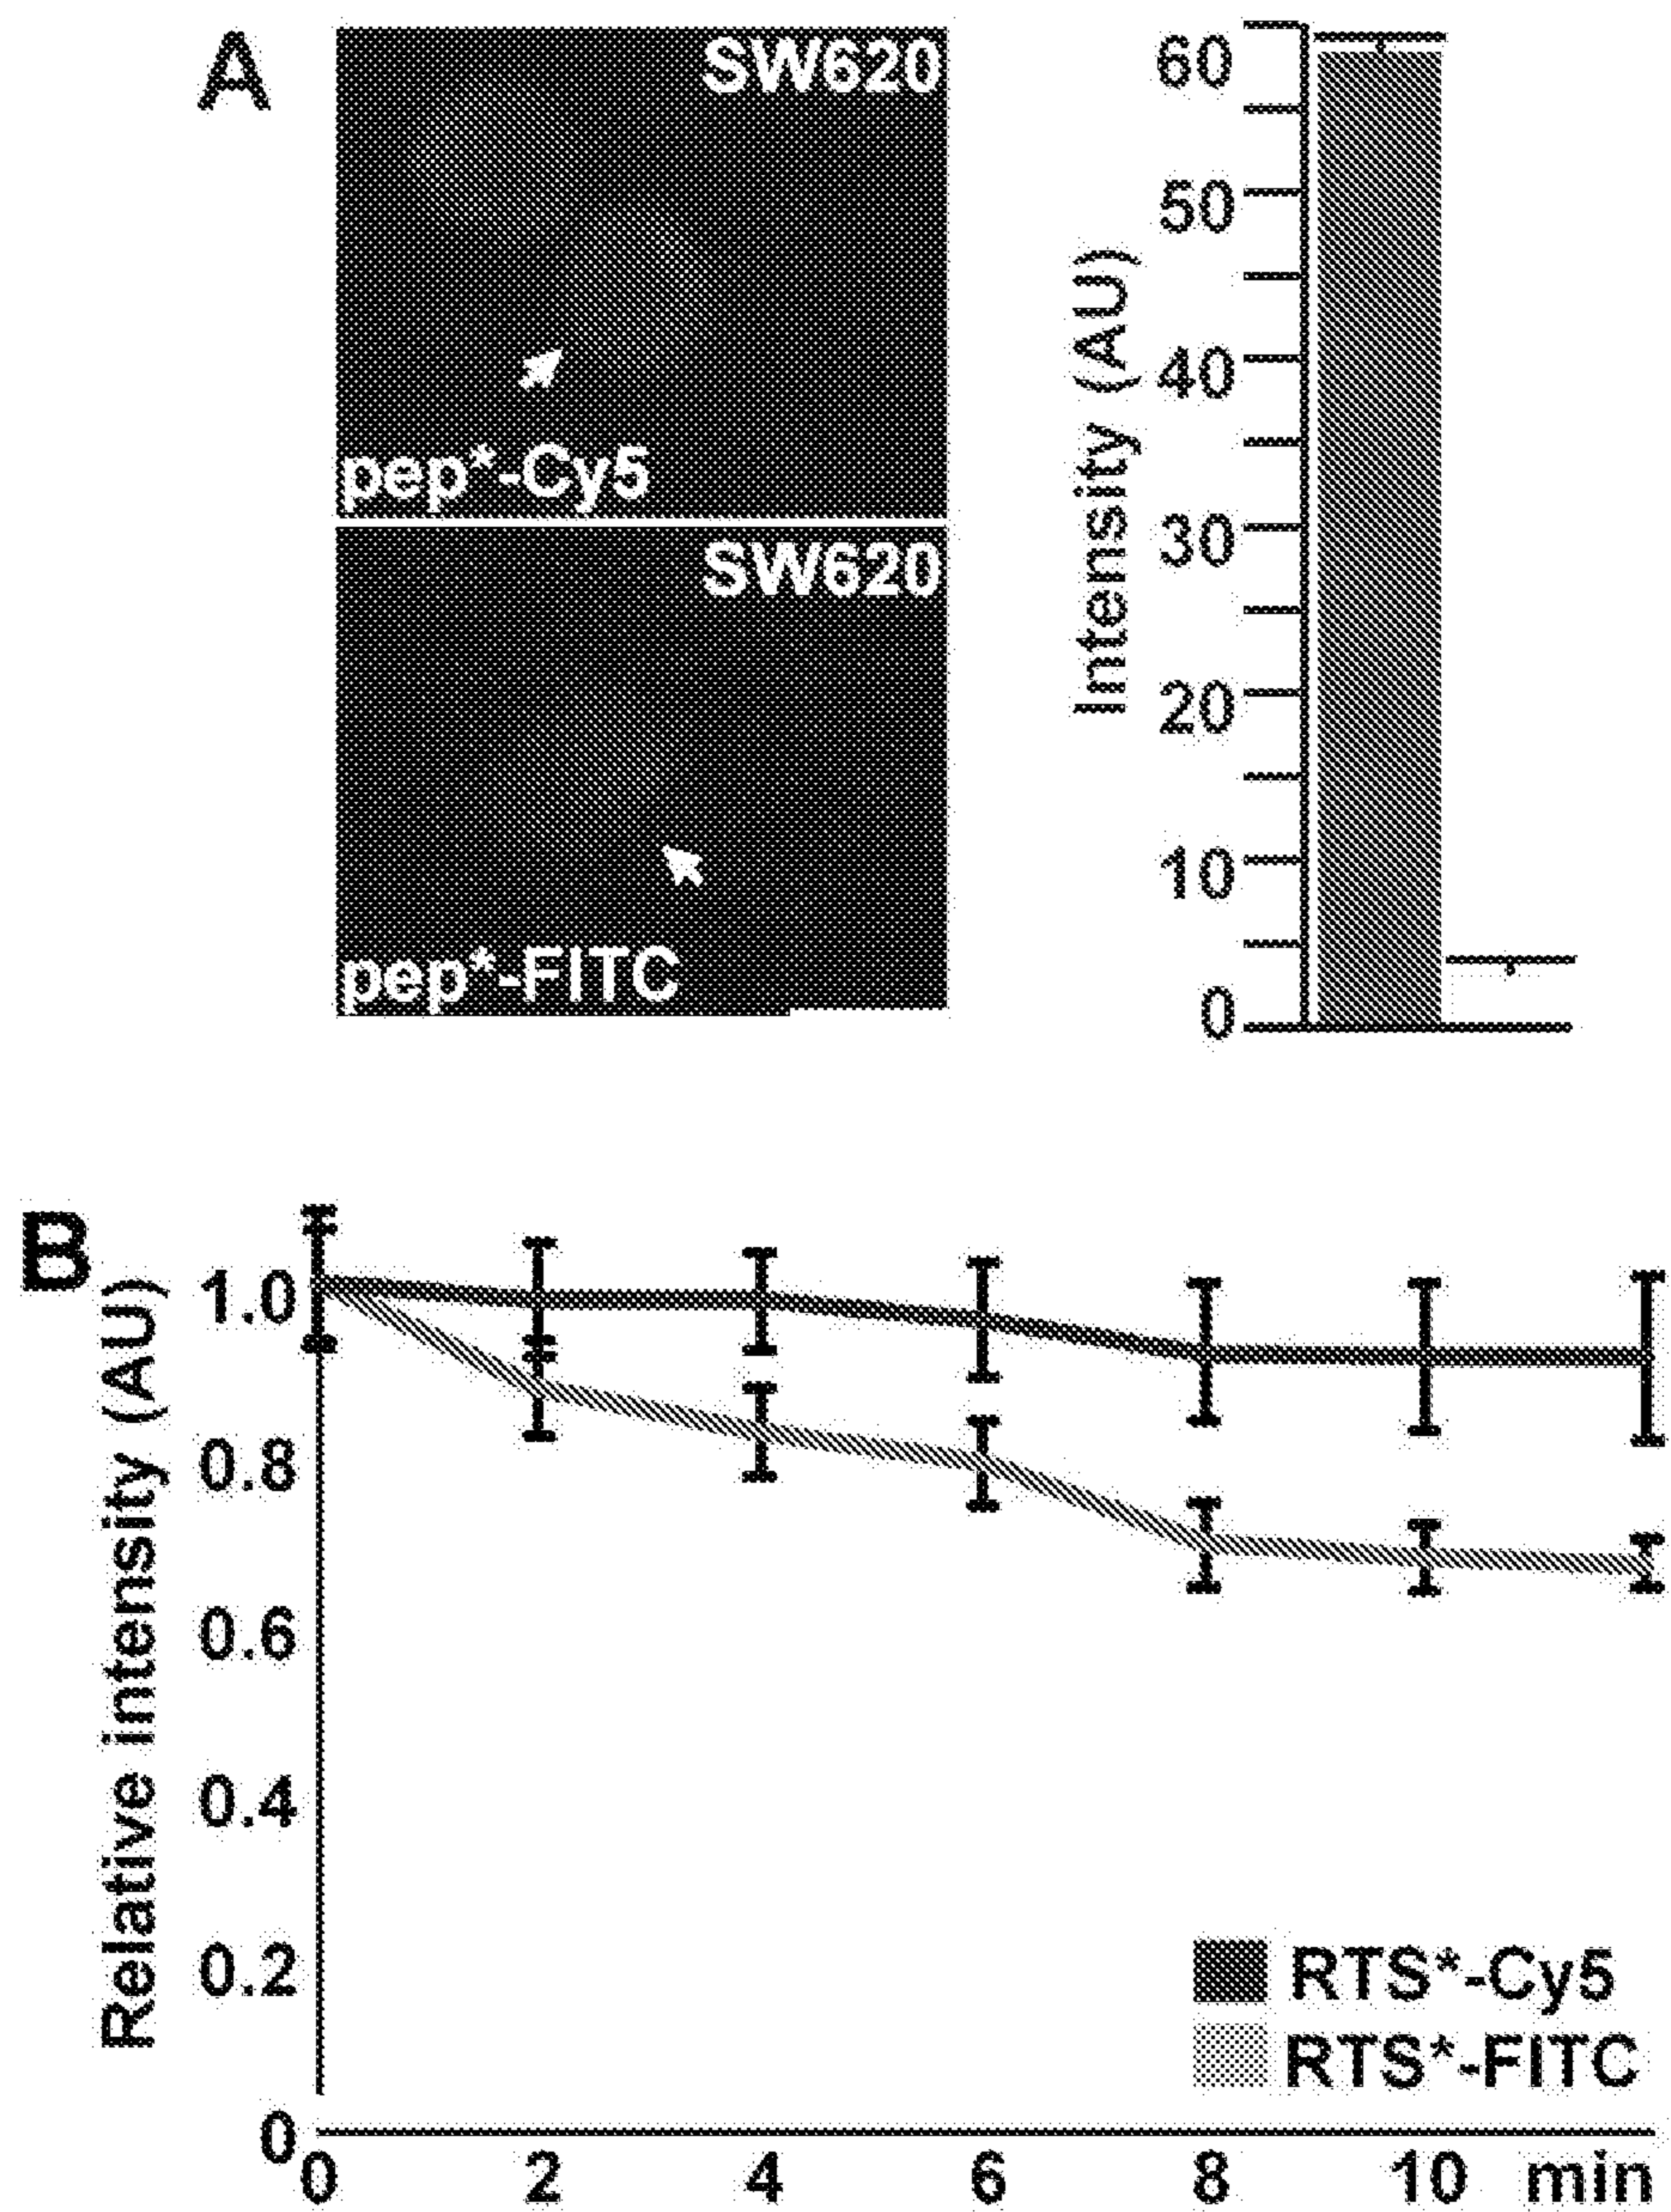 A
SW620
pep*-Cy5
SW620
pep*-FITC
Intensity (AU)
60
50
40
30
20
10
0
B
Relative intensity (AU)
1.0
0.8
0.6
0.4
0.2
0
RTS*-Cy5
RTS*-FITC
0 2 4 6 8 10 min